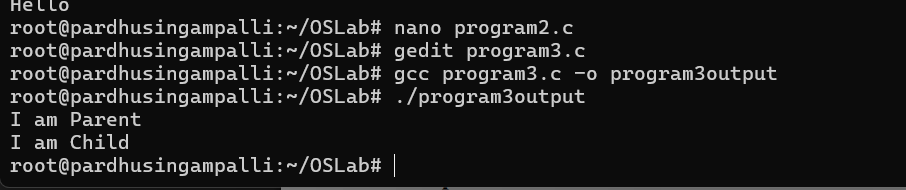 Hello
root@pardhusingampalli:~/OSLab# nano program2.c
root@pardhusingampalli:~/OSLab# gedit program3.c
root@pardhusingampalli:~/OSLab# gcc program3.c -o program3output
root@pardhusingampalli:~/OSLab# ./program3output
I am Parent
I am Child
root@pardhusingampalli:~/OSLab#